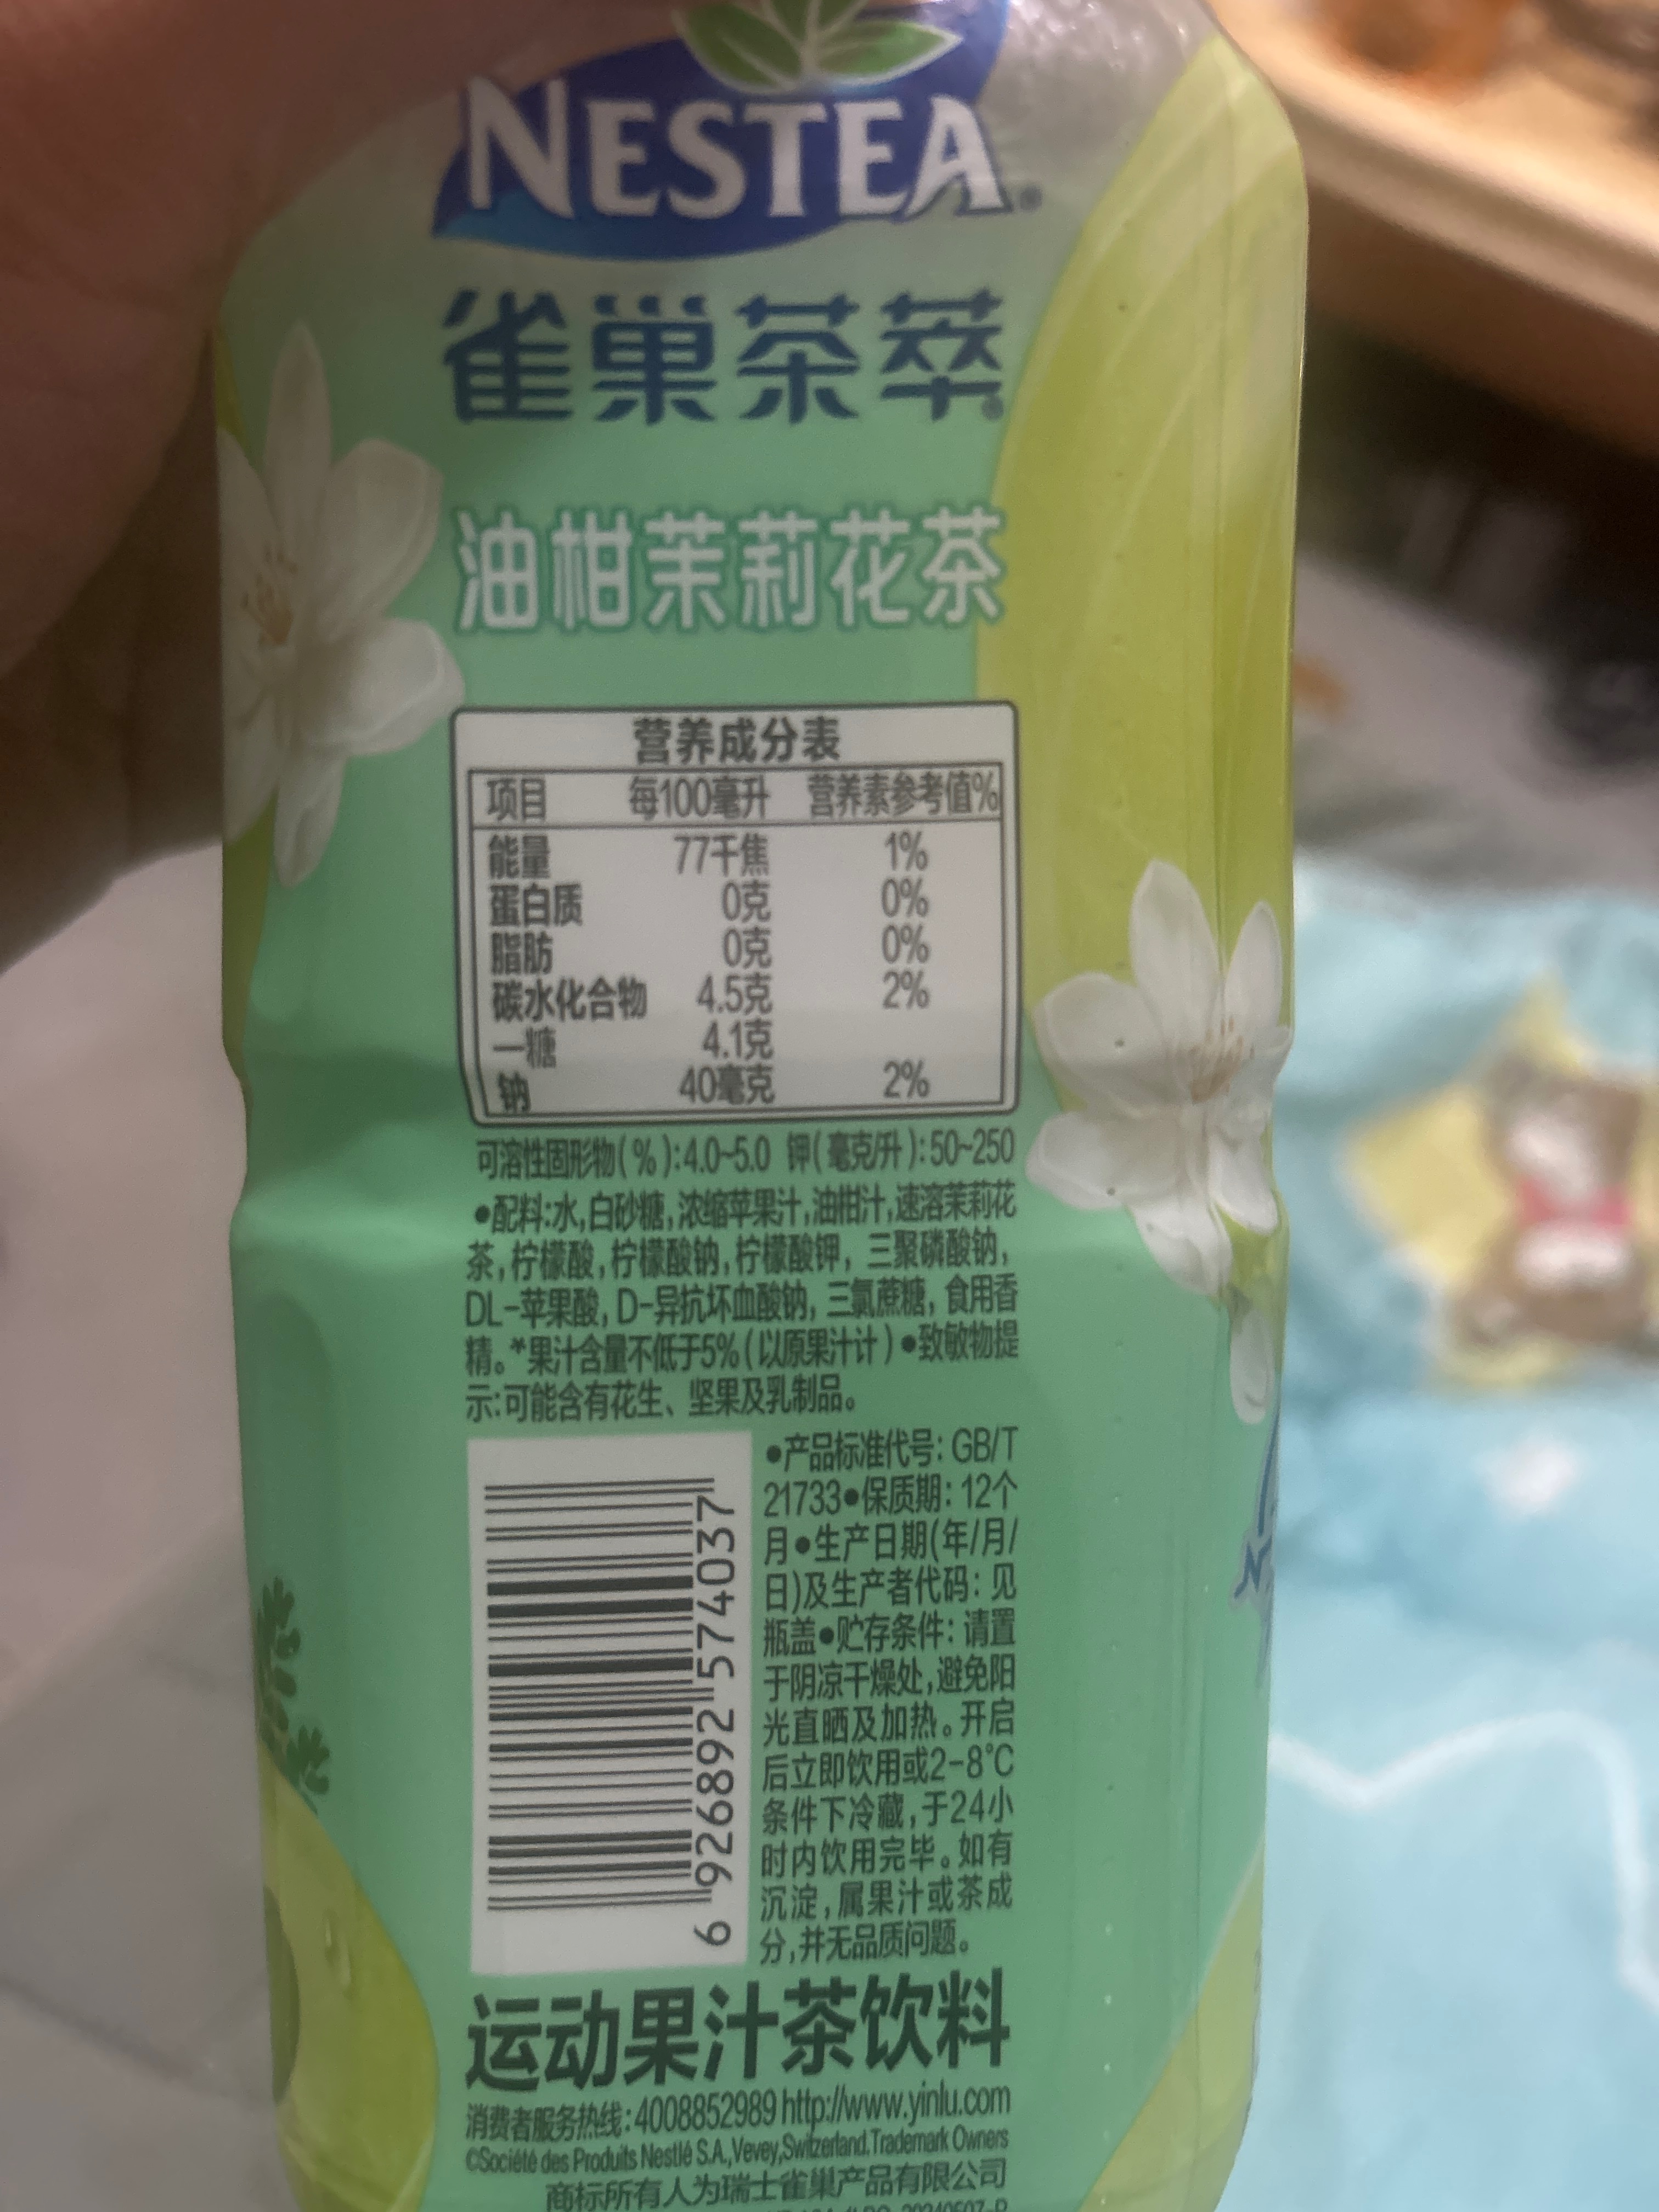 NESTEA®
雀巢茶萃
油柑茉莉花茶
营养成分表
项目 每100毫升 营养素参考值%
能量 77千焦 1%
蛋白质 0克 0%
脂肪 0克 0%
碳水化合物 4.5克 2%
一糖 4.1克
钠 40毫克 2%
可溶性固形物(%):4.0~5.0 钾(毫克/升):50~250
●配料:水,白砂糖,浓缩苹果汁,油柑汁,速溶茉莉花
茶,柠檬酸,柠檬酸钠,柠檬酸钾,三聚磷酸钠,
DL-苹果酸,D-异抗坏血酸钠,三氯蔗糖,食用香
精。*果汁含量不低于5%(以原果汁计)●致敏物提
示:可能含有花生、坚果及乳制品。
●产品标准代号:GB/T
21733●保质期:12个
月●生产日期(年/月/
日)及生产者代码:见
瓶盖●贮存条件:请置
于阴凉干燥处,避免阳
光直晒及加热。开启
后立即饮用或2-8℃
条件下冷藏,于24小
时内饮用完毕。如有
沉淀,属果汁或茶成
分,并无品质问题。
6 926892 574037
运动果汁茶饮料
消费者服务热线:4008852989 http://www.yinlu.com
©Société des Produits Nestlé S.A.,Vevey,Switzerland.Trademark Owners
商标所有人为瑞士雀巢产品有限公司